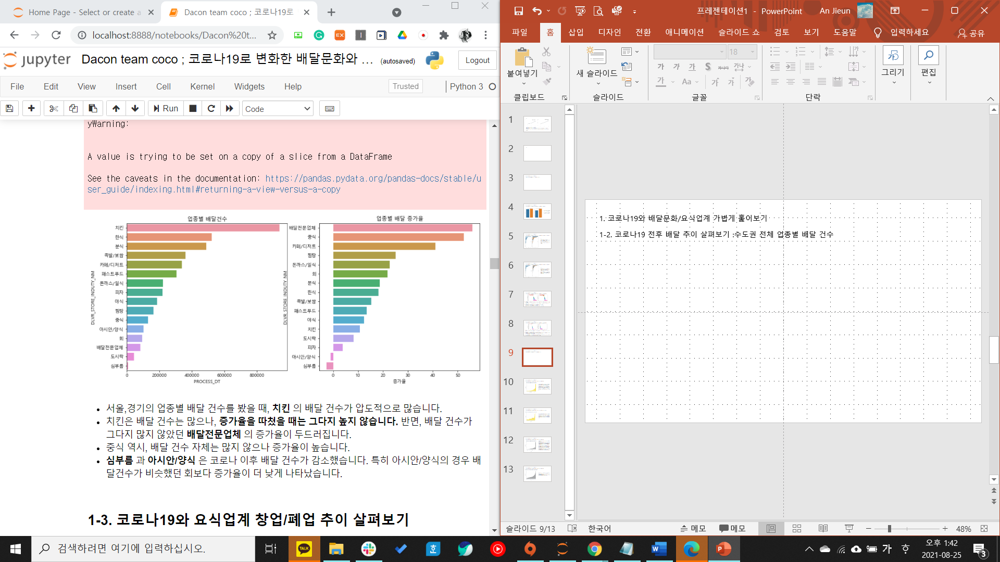 Home Page - Select or create a
Dacon team coco ; 코로나19로
localhost:8888/notebooks/Dacon%20t...
jupyter
Dacon team coco ; 코로나19로 변화한 배달문화와 ...
(autosaved)
Logout
File Edit View Insert Cell Kernel Widgets Help
Trusted
Python 3
Run
Code
yWarning:
A value is trying to be set on a copy of a slice from a DataFrame
See the caveats in the documentation: https://pandas.pydata.org/pandas-docs/stable/u
ser_guide/indexing.html#returning-a-view-versus-a-copy
업종별 배달건수
치킨
한식
분식
족발/보쌈
카페/디저트
패스트푸드
돈까스/일식
피자
야식
찜탕
중식
아시안/양식
회
배달전문업체
도시락
심부름
DLVR_STORE_INDUTY_NM
0 200000 400000 600000 800000
PROCESS_DT
업종별 배달 증가율
배달전문업체
중식
카페/디저트
찜탕
돈까스/일식
회
분식
한식
족발/보쌈
패스트푸드
야식
치킨
도시락
피자
아시안/양식
심부름
DLVR_STORE_INDUTY_NM
0 10 20 30 40 50
증가율
서울,경기의 업종별 배달 건수를 봤을 때, 치킨 의 배달 건수가 압도적으로 많습니다.
치킨은 배달 건수는 많으나, 증가율을 따졌을 때는 그다지 높지 않습니다. 반면, 배달 건수가
그다지 많지 않았던 배달전문업체 의 증가율이 두드러집니다.
중식 역시, 배달 건수 자체는 많지 않으나 증가율이 높습니다.
심부름 과 아시안/양식 은 코로나 이후 배달 건수가 감소했습니다. 특히 아시안/양식의 경우 배
달건수가 비슷했던 회보다 증가율이 더 낮게 나타났습니다.
1-3. 코로나19와 요식업계 창업/폐업 추이 살펴보기
프레젠테이션1 - PowerPoint
An Jieun
파일 홈 삽입 디자인 전환 애니메이션 슬라이드 쇼 검토 보기 도움말 입력하세요 공유
붙여넣기
클립보드
새 슬라이드
슬라이드
18
가 가 가 S 가나
가 Aa 가 가
글꼴
단락
그리기
편집
1
2
3
4
5
6
7
8
9
10
11
12
13
1. 코로나19와 배달문화/요식업계 가볍게 훑어보기
1-2. 코로나19 전후 배달 추이 살펴보기 :수도권 전체 업종별 배달 건수
슬라이드 9/13
한국어
메모
메모
48%
검색하려면 여기에 입력하십시오.
TALK
가
오후 1:42
2021-08-25
3